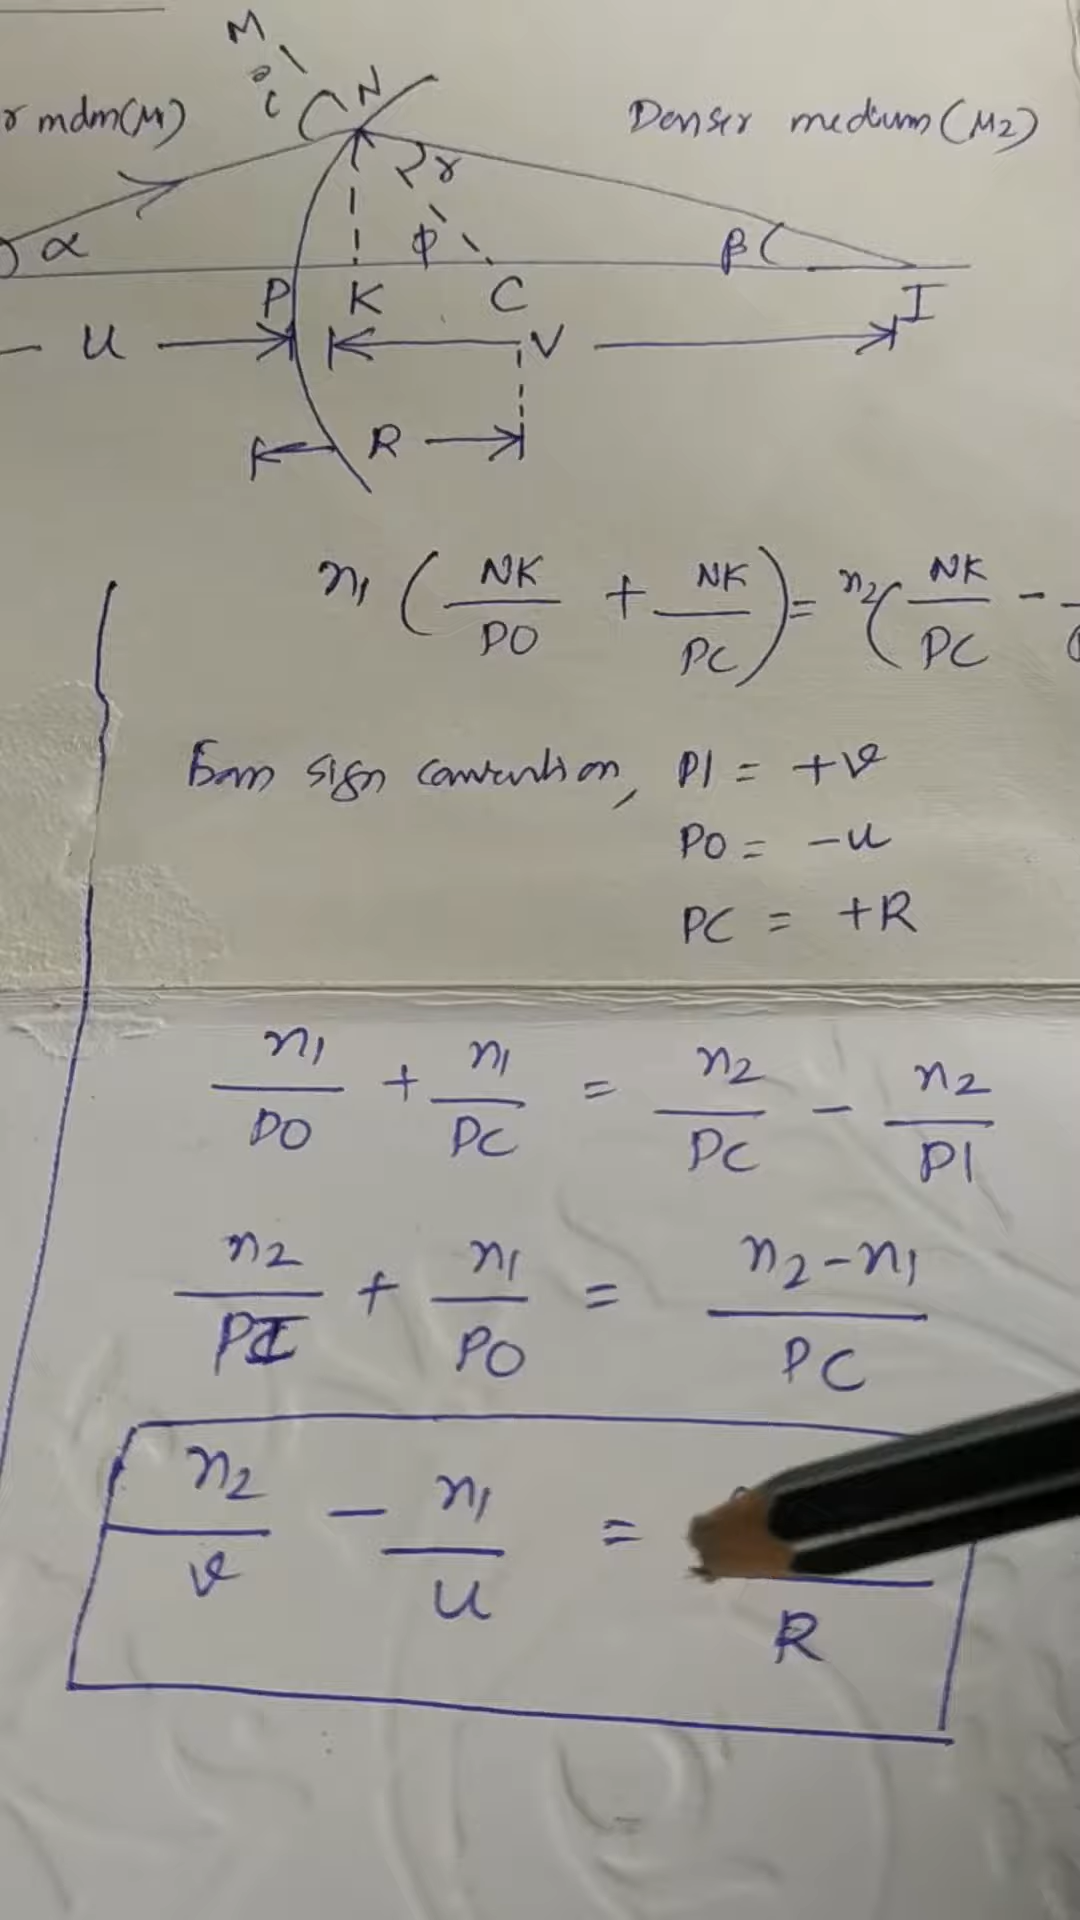 M
N
i
r mdm(μ1)
Denser medium (μ2)
r
α
ϕ
β
P K C I
u V
R
n1 ( NK/PO + NK/PC ) = n2 ( NK/PC -
From sign convention, PI = +v
PO = -u
PC = +R
n1/PO + n1/PC = n2/PC - n2/PI
n2/PI + n1/PO = n2-n1/PC
n2/v - n1/u = /R